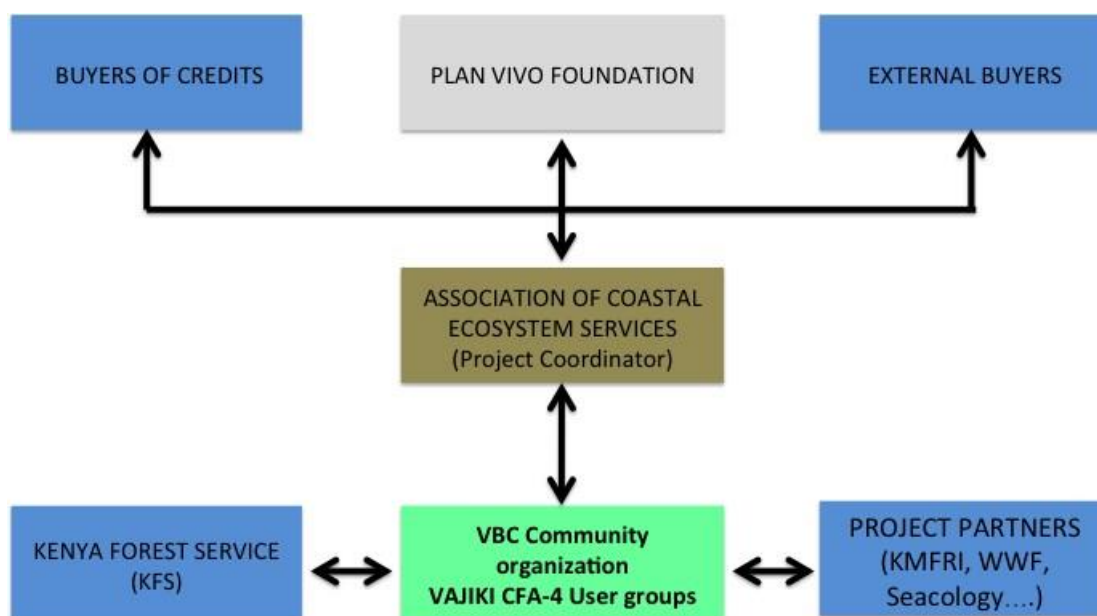 BUYERS OF CREDITS
PLAN VIVO FOUNDATION
EXTERNAL BUYERS
ASSOCIATION OF COASTAL
ECOSYSTEM SERVICES
(Project Coordinator)
KENYA FOREST SERVICE
(KFS)
VBC Community
organization
VAJIKI CFA-4 User groups
PROJECT PARTNERS
(KMFRI, WWF,
Seacology....)